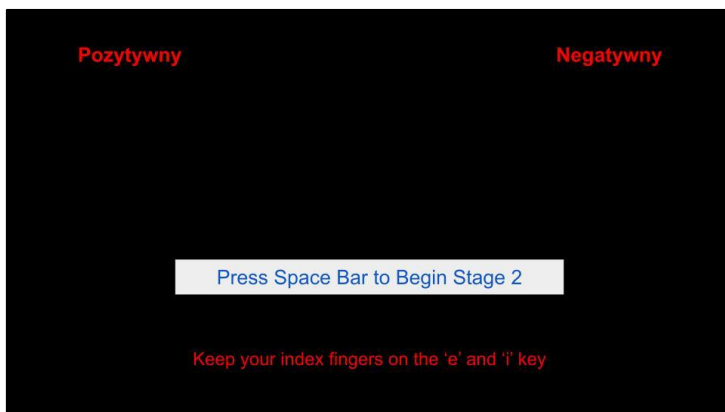 Pozytywny Negatywny
Press Space Bar to Begin Stage 2
Keep your index fingers on the ‘e’ and ‘i’ key